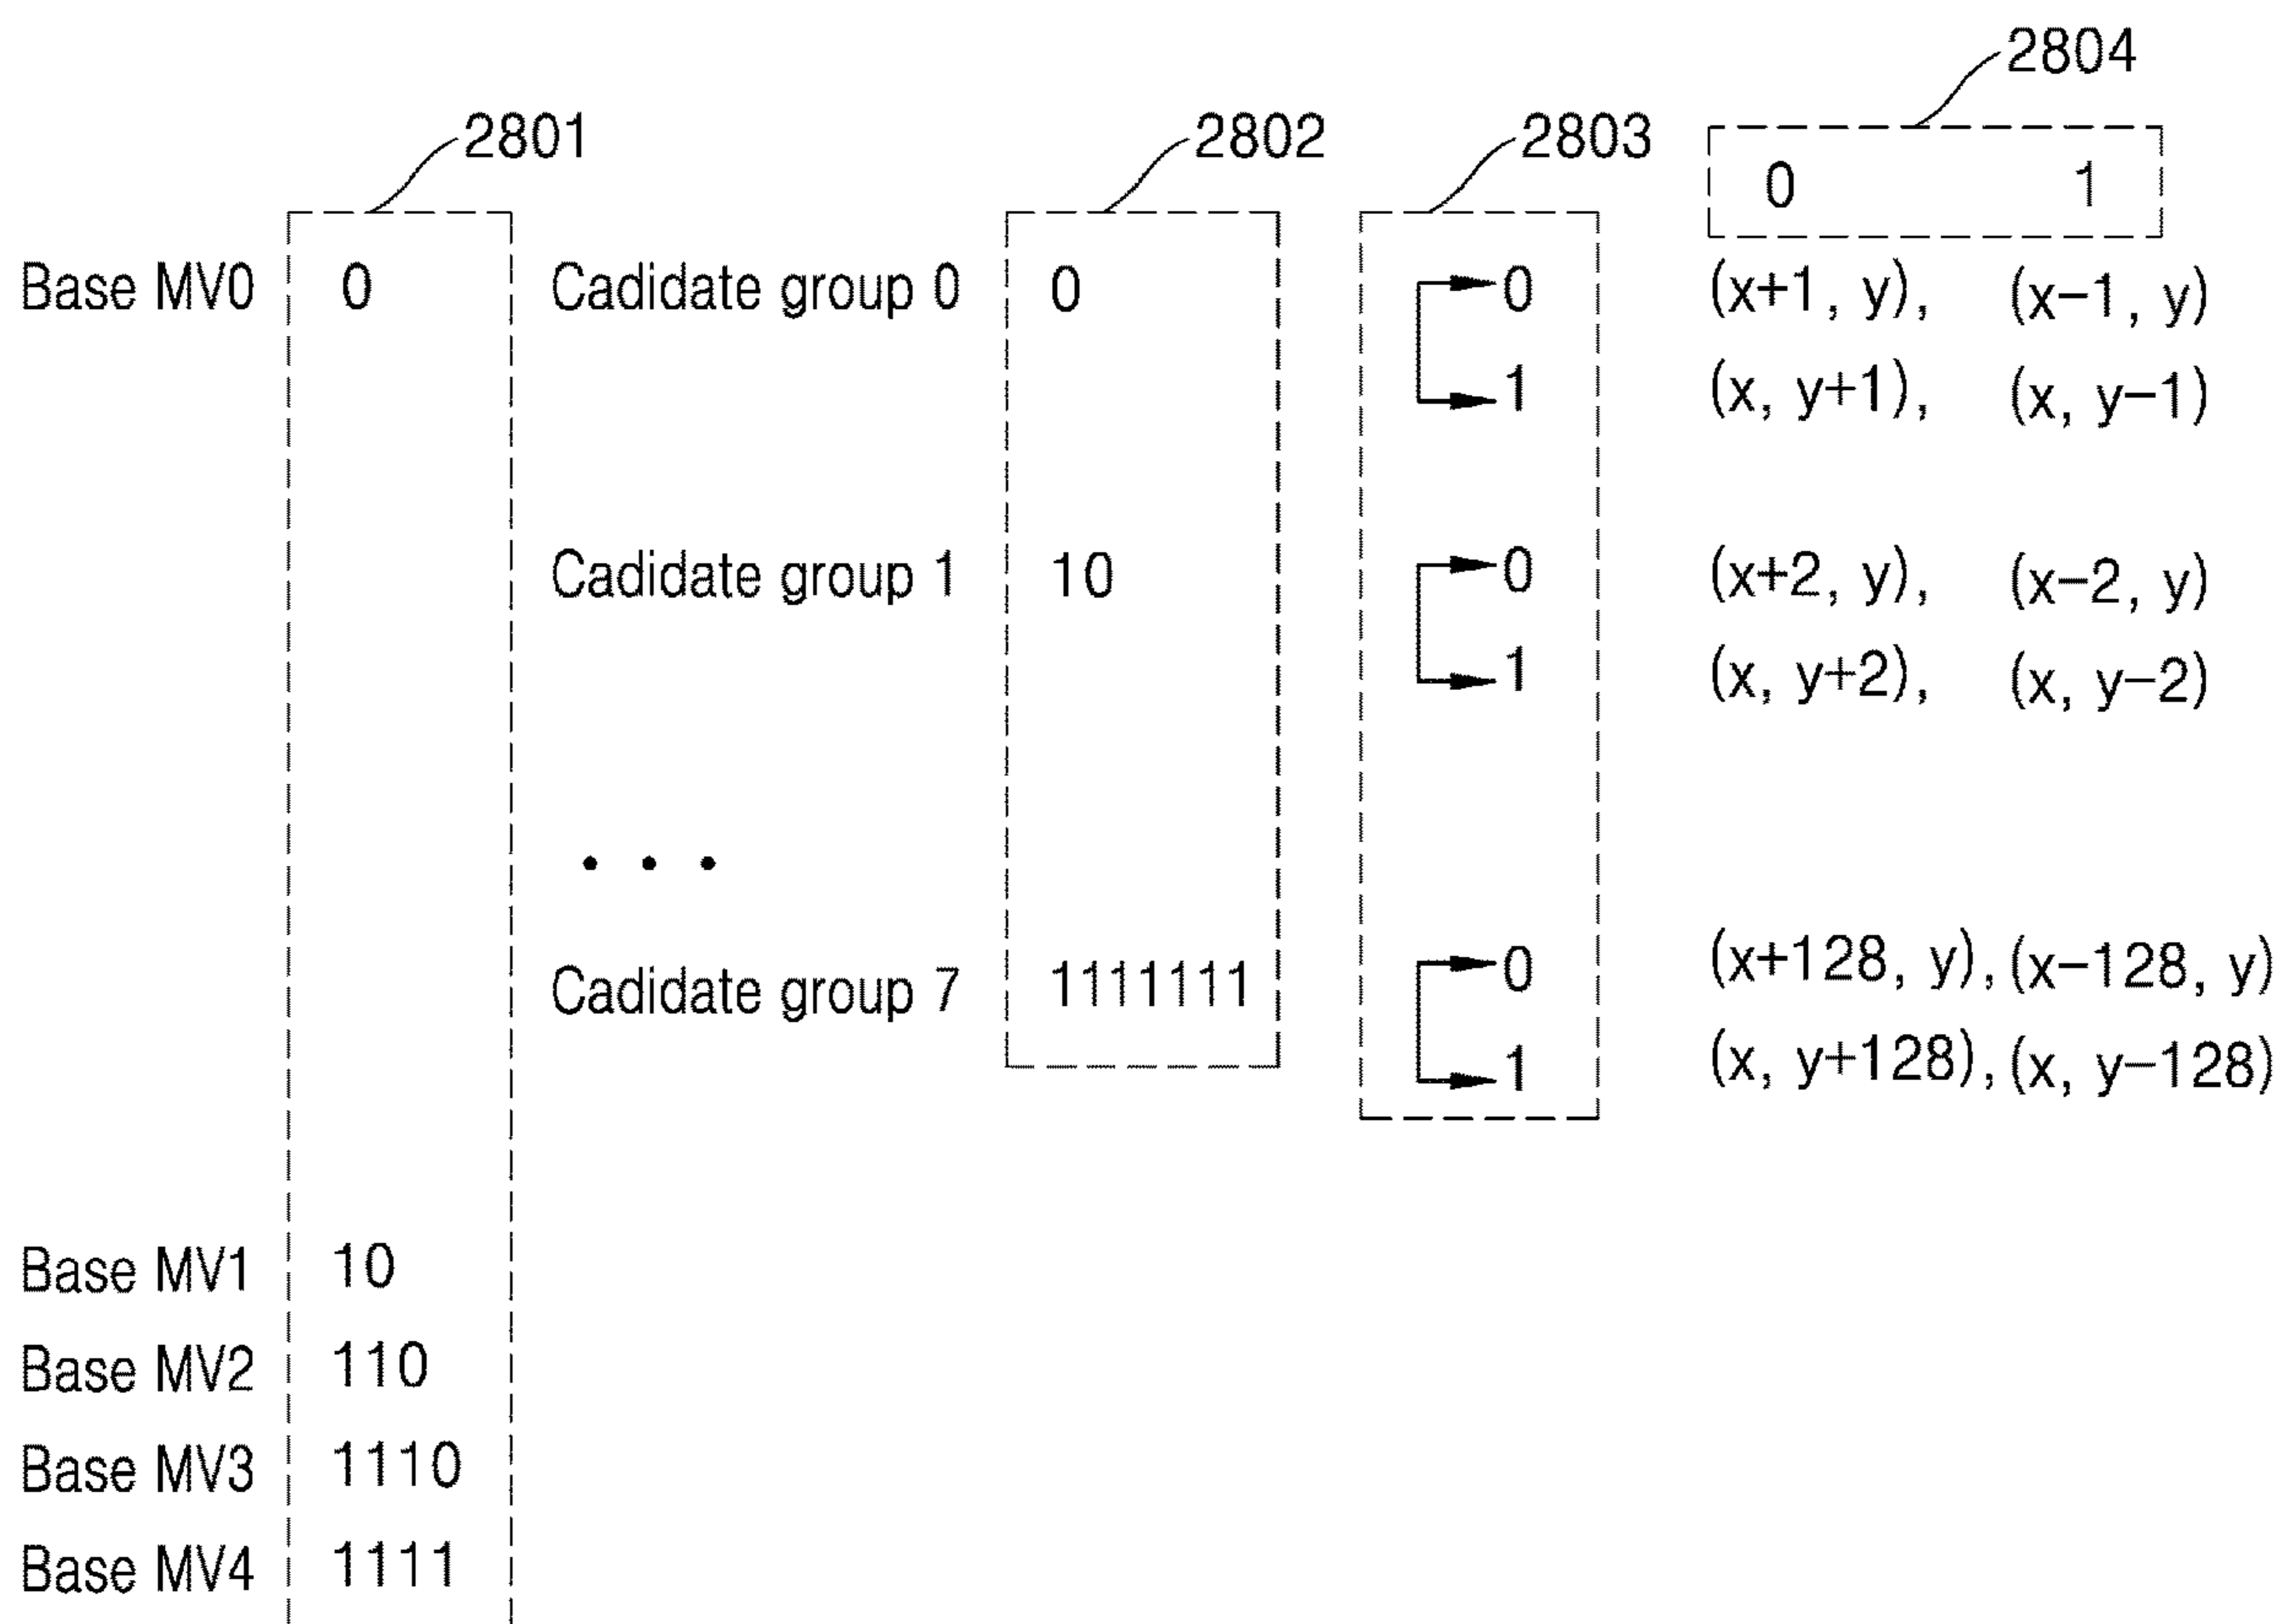 2804
2801 2802 2803
0 1
Base MV0 0 Cadidate group 0 0 0 (x+1, y), (x-1, y)
1 (x, y+1), (x, y-1)
Cadidate group 1 10 0 (x+2, y), (x-2, y)
1 (x, y+2), (x, y-2)
...
Cadidate group 7 1111111 0 (x+128, y), (x-128, y)
1 (x, y+128), (x, y-128)
Base MV1 10
Base MV2 110
Base MV3 1110
Base MV4 1111